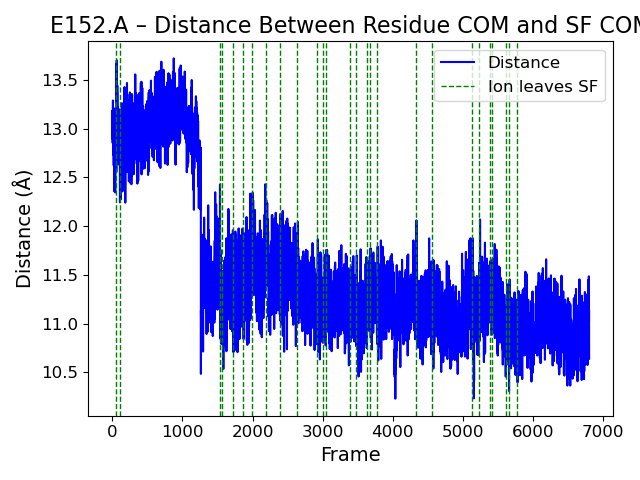 E152.A – Distance Between Residue COM and SF COM
Distance
Ion leaves SF
Distance (Å)
13.5
13.0
12.5
12.0
11.5
11.0
10.5
0 1000 2000 3000 4000 5000 6000 7000
Frame